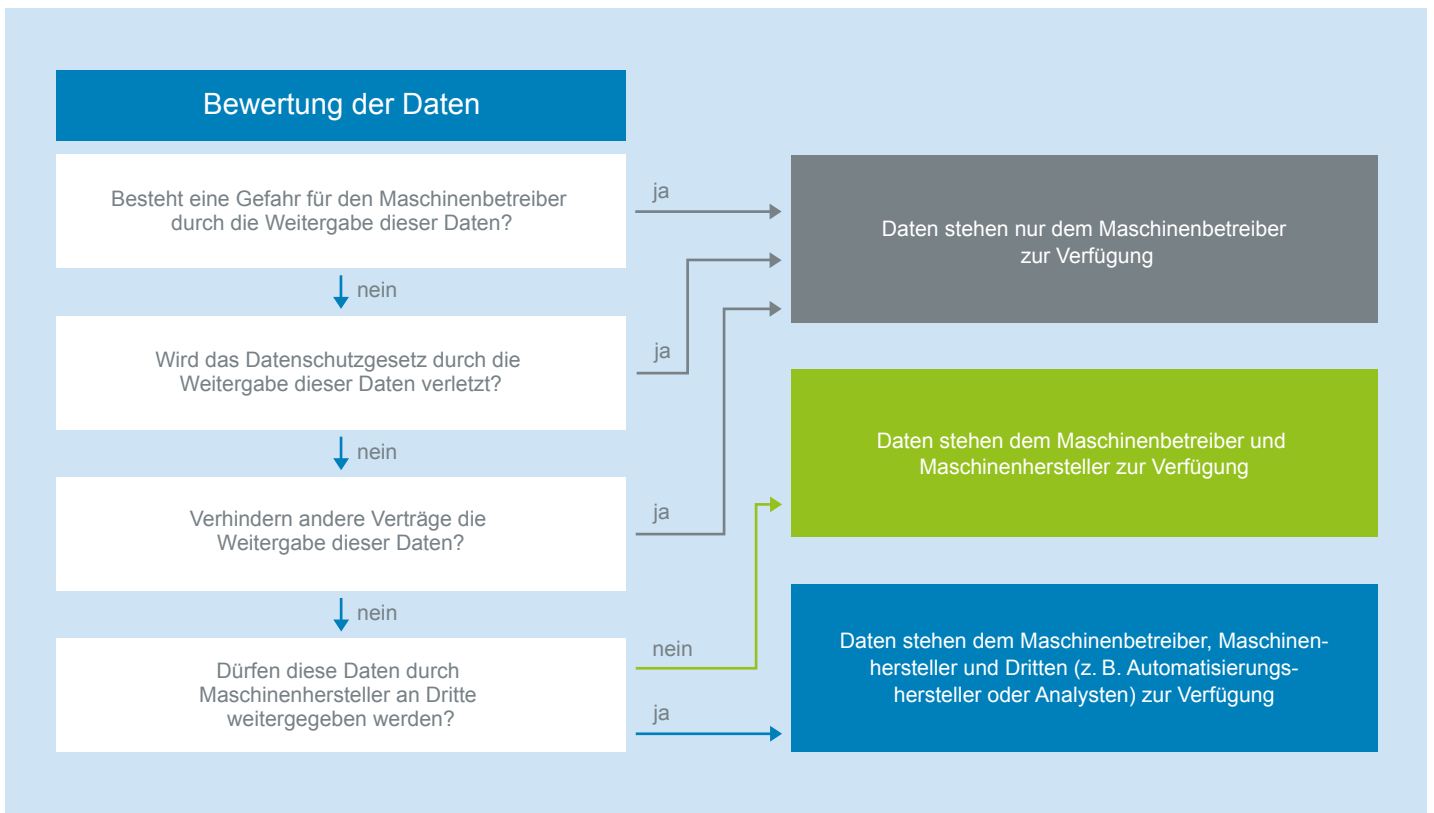 Bewertung der Daten
Besteht eine Gefahr für den Maschinenbetreiber
durch die Weitergabe dieser Daten?
ja
Daten stehen nur dem Maschinenbetreiber
zur Verfügung
nein
Wird das Datenschutzgesetz durch die
Weitergabe dieser Daten verletzt?
ja
nein
Daten stehen dem Maschinenbetreiber und
Maschinenhersteller zur Verfügung
Verhindern andere Verträge die
Weitergabe dieser Daten?
ja
nein
Dürfen diese Daten durch
Maschinenhersteller an Dritte
weitergegeben werden?
nein
ja
Daten stehen dem Maschinenbetreiber, Maschinen-
hersteller und Dritten (z. B. Automatisierungs-
hersteller oder Analysten) zur Verfügung